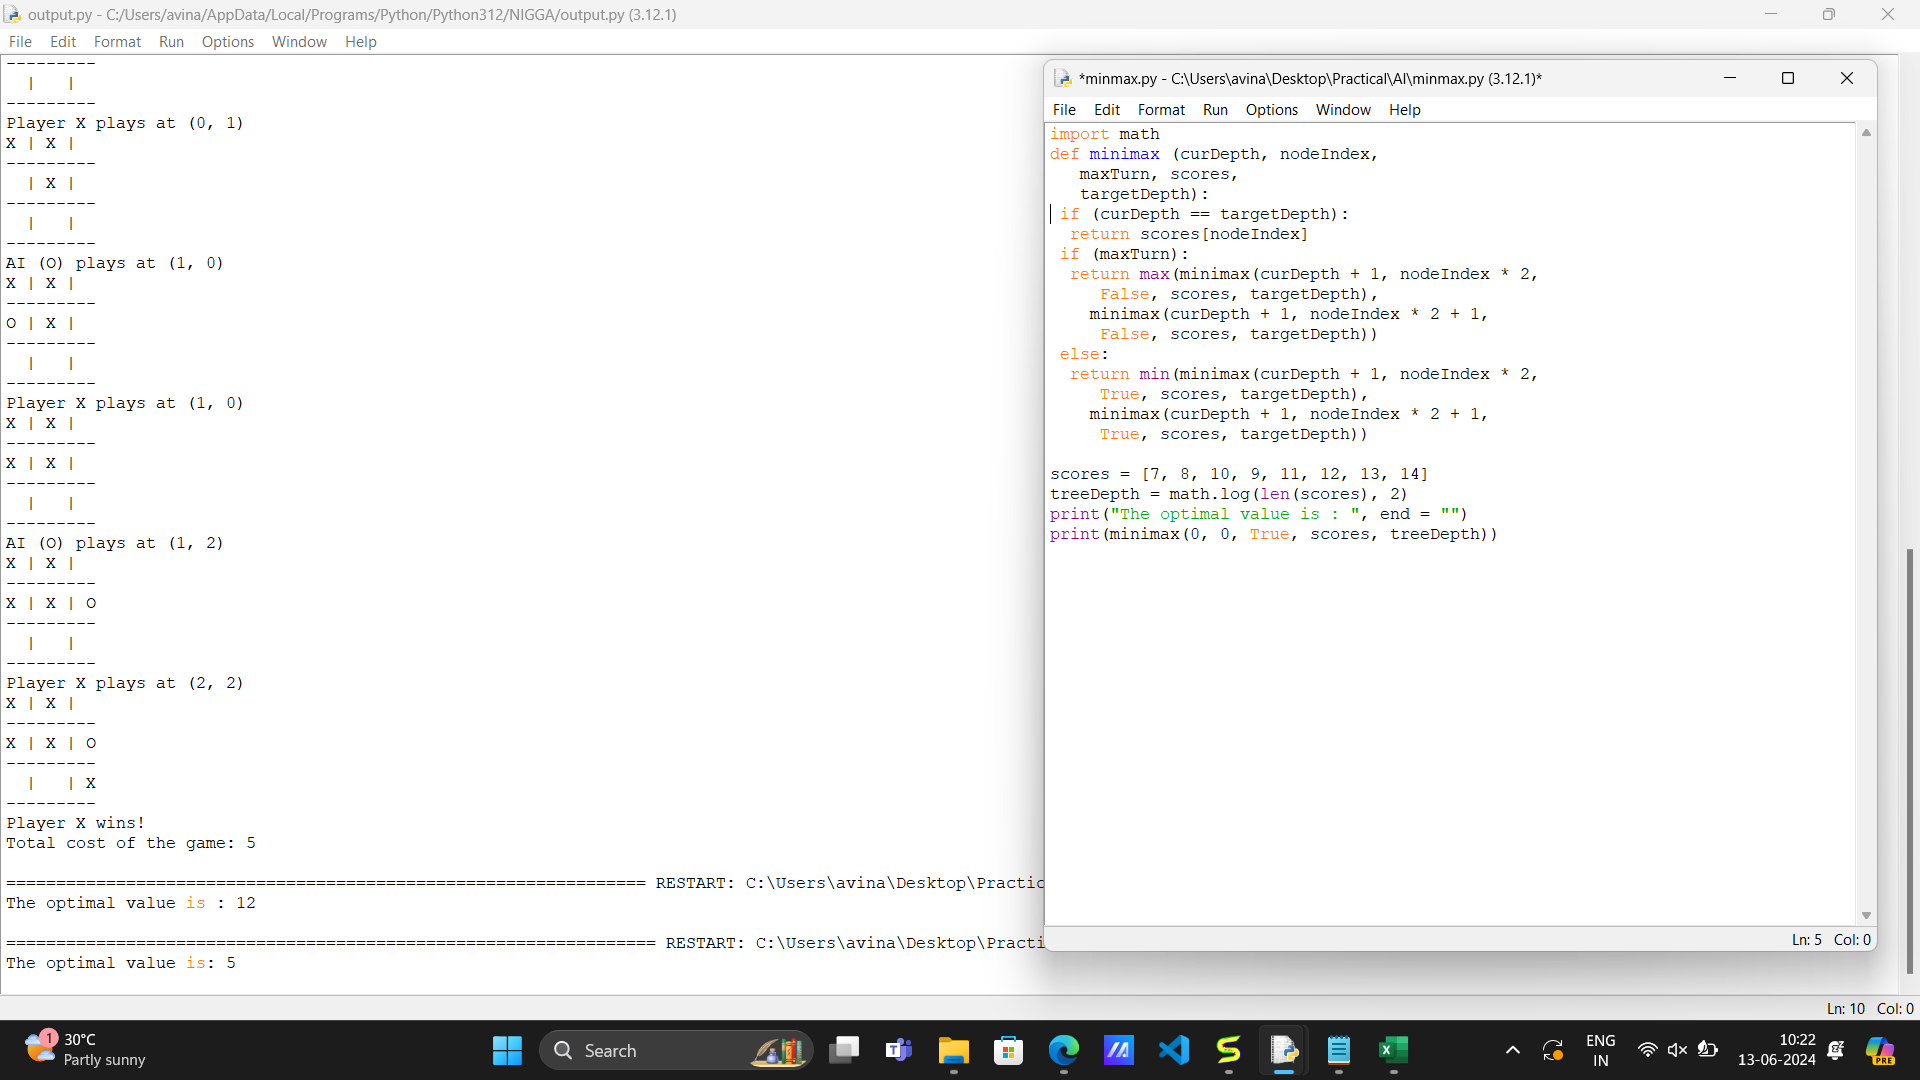 output.py - C:/Users/avina/AppData/Local/Programs/Python/Python312/NIGGA/output.py (3.12.1)
File Edit Format Run Options Window Help
---------
  |   |
---------
Player X plays at (0, 1)
X | X |
---------
  | X |
---------
  |   |
---------
AI (O) plays at (1, 0)
X | X |
---------
O | X |
---------
  |   |
---------
Player X plays at (1, 0)
X | X |
---------
X | X |
---------
  |   |
---------
AI (O) plays at (1, 2)
X | X |
---------
X | X | O
---------
  |   |
---------
Player X plays at (2, 2)
X | X |
---------
X | X | O
---------
  |   | X
---------
Player X wins!
Total cost of the game: 5
================================================================ RESTART: C:\Users\avina\Desktop\Practic
The optimal value is : 12
================================================================= RESTART: C:\Users\avina\Desktop\Practi
The optimal value is: 5
Ln: 10 Col: 0
*minmax.py - C:\Users\avina\Desktop\Practical\AI\minmax.py (3.12.1)*
File Edit Format Run Options Window Help
import math
def minimax (curDepth, nodeIndex,
   maxTurn, scores,
   targetDepth):
 if (curDepth == targetDepth):
  return scores[nodeIndex]
 if (maxTurn):
  return max(minimax(curDepth + 1, nodeIndex * 2,
     False, scores, targetDepth),
    minimax(curDepth + 1, nodeIndex * 2 + 1,
     False, scores, targetDepth))
 else:
  return min(minimax(curDepth + 1, nodeIndex * 2,
     True, scores, targetDepth),
    minimax(curDepth + 1, nodeIndex * 2 + 1,
     True, scores, targetDepth))
scores = [7, 8, 10, 9, 11, 12, 13, 14]
treeDepth = math.log(len(scores), 2)
print("The optimal value is : ", end = "")
print(minimax(0, 0, True, scores, treeDepth))
Ln: 5 Col: 0
1
30°C
Partly sunny
Search
ENG
IN
10:22
13-06-2024
PRE